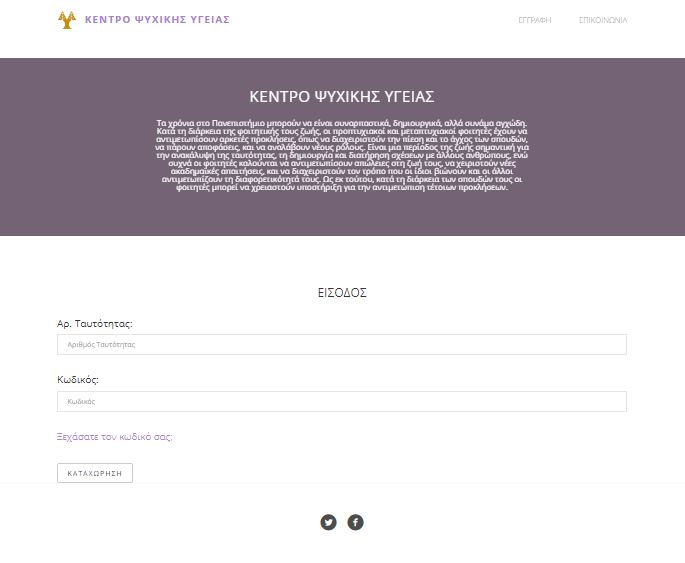 ΚΕΝΤΡΟ ΨΥΧΙΚΗΣ ΥΓΕΙΑΣ
ΕΓΓΡΑΦΗ
ΕΠΙΚΟΙΝΩΝΙΑ
ΚΕΝΤΡΟ ΨΥΧΙΚΗΣ ΥΓΕΙΑΣ
Τα χρόνια στο Πανεπιστήμιο μπορούν να είναι συναρπαστικά, δημιουργικά, αλλά συνάμα αγχώδη.
Κατά τη διάρκεια της φοιτητικής τους ζωής, οι προπτυχιακοί και μεταπτυχιακοί φοιτητές έχουν να
αντιμετωπίσουν αρκετές προκλήσεις, όπως να διαχειριστούν την πίεση και το άγχος των σπουδών,
να πάρουν αποφάσεις, και να αναλάβουν νέους ρόλους. Είναι μια περίοδος της ζωής σημαντική για
την ανακάλυψη της ταυτότητας, τη δημιουργία και διατήρηση σχέσεων με άλλους ανθρώπους, ενώ
συχνά οι φοιτητές καλούνται να αντιμετωπίσουν απώλειες στη ζωή τους, να χειριστούν νέες
ακαδημαϊκές απαιτήσεις, και να διαχειριστούν τον τρόπο που οι ίδιοι βιώνουν και οι άλλοι
αντιμετωπίζουν τη διαφορετικότητά τους. Ως εκ τούτου, κατά τη διάρκεια των σπουδών τους οι
φοιτητές μπορεί να χρειαστούν υποστήριξη για την αντιμετώπιση τέτοιων προκλήσεων.
ΕΙΣΟΔΟΣ
Αρ. Ταυτότητας:
Αριθμός Ταυτότητας
Κωδικός:
Κωδικός
Ξεχάσατε τον κωδικό σας;
ΚΑΤΑΧΩΡΗΣΗ